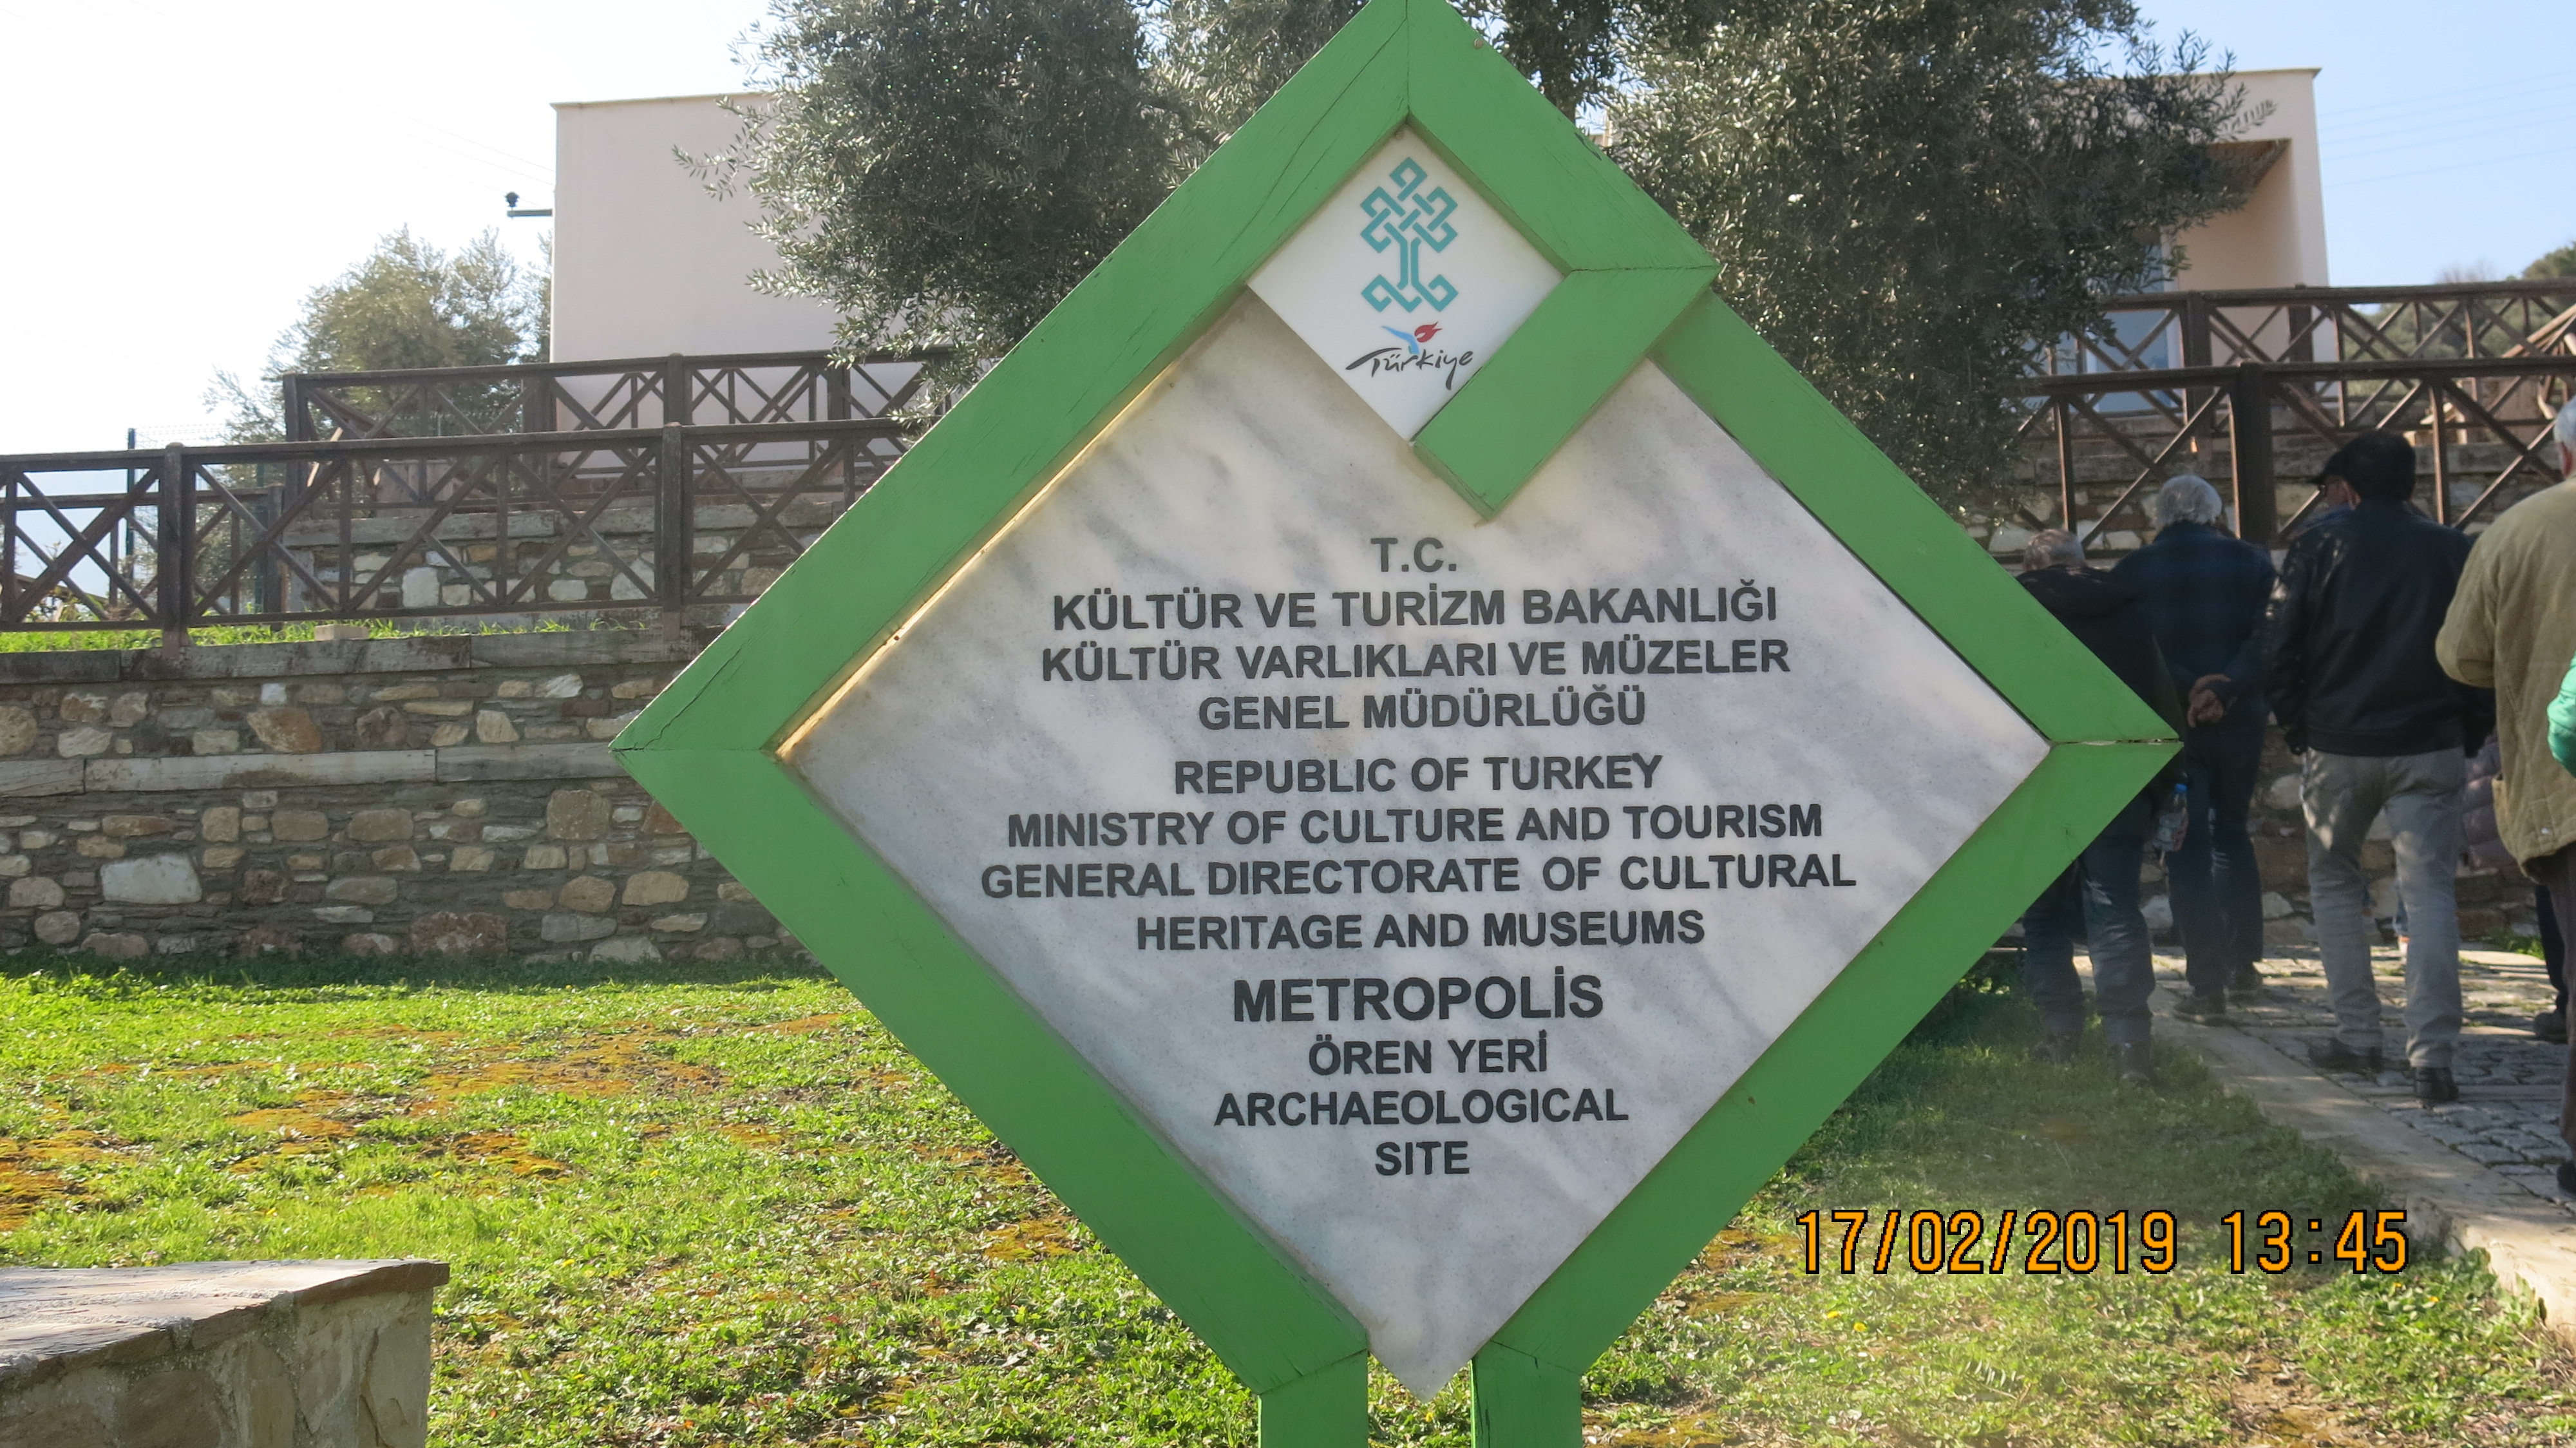 Türkiye
T.C.
KÜLTÜR VE TURİZM BAKANLIĞI
KÜLTÜR VARLIKLARI VE MÜZELER
GENEL MÜDÜRLÜĞÜ
REPUBLIC OF TURKEY
MINISTRY OF CULTURE AND TOURISM
GENERAL DIRECTORATE OF CULTURAL
HERITAGE AND MUSEUMS
METROPOLİS
ÖREN YERİ
ARCHAEOLOGICAL
SITE
17/02/2019 13:45